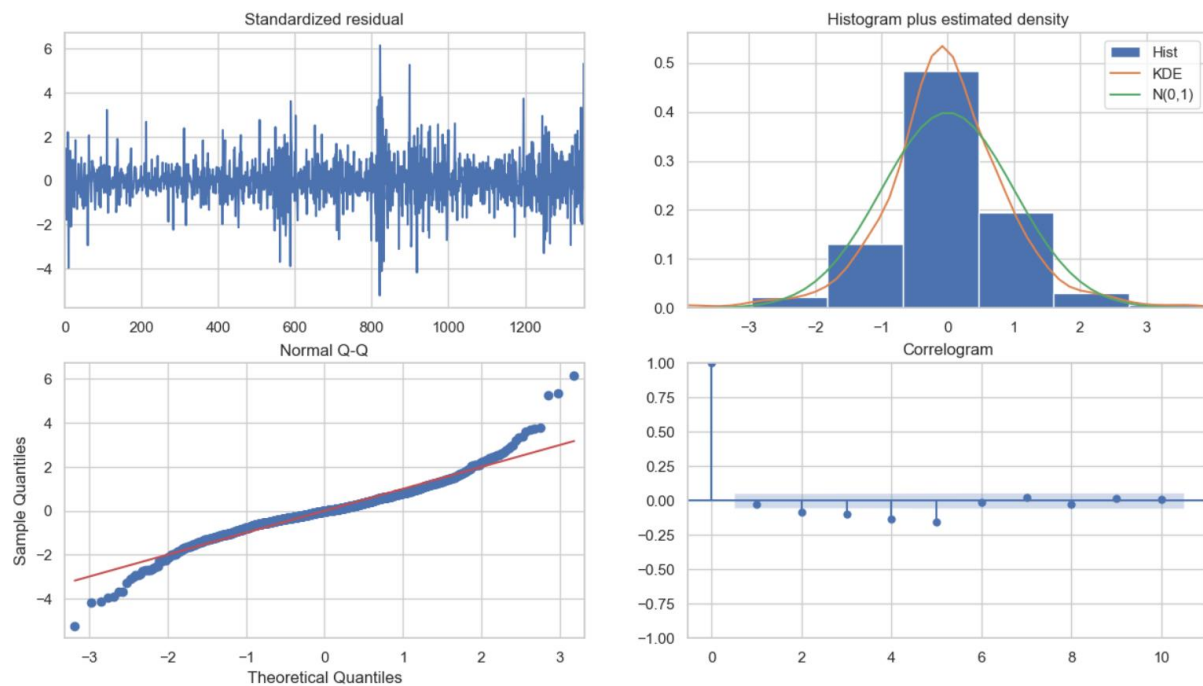 Standardized residual
6
4
2
0
−2
−4
0 200 400 600 800 1000 1200
Histogram plus estimated density
Hist
KDE
N(0,1)
0.5
0.4
0.3
0.2
0.1
0.0
−3 −2 −1 0 1 2 3
Normal Q-Q
Sample Quantiles
6
4
2
0
−2
−4
−3 −2 −1 0 1 2 3
Theoretical Quantiles
Correlogram
1.00
0.75
0.50
0.25
0.00
−0.25
−0.50
−0.75
−1.00
0 2 4 6 8 10